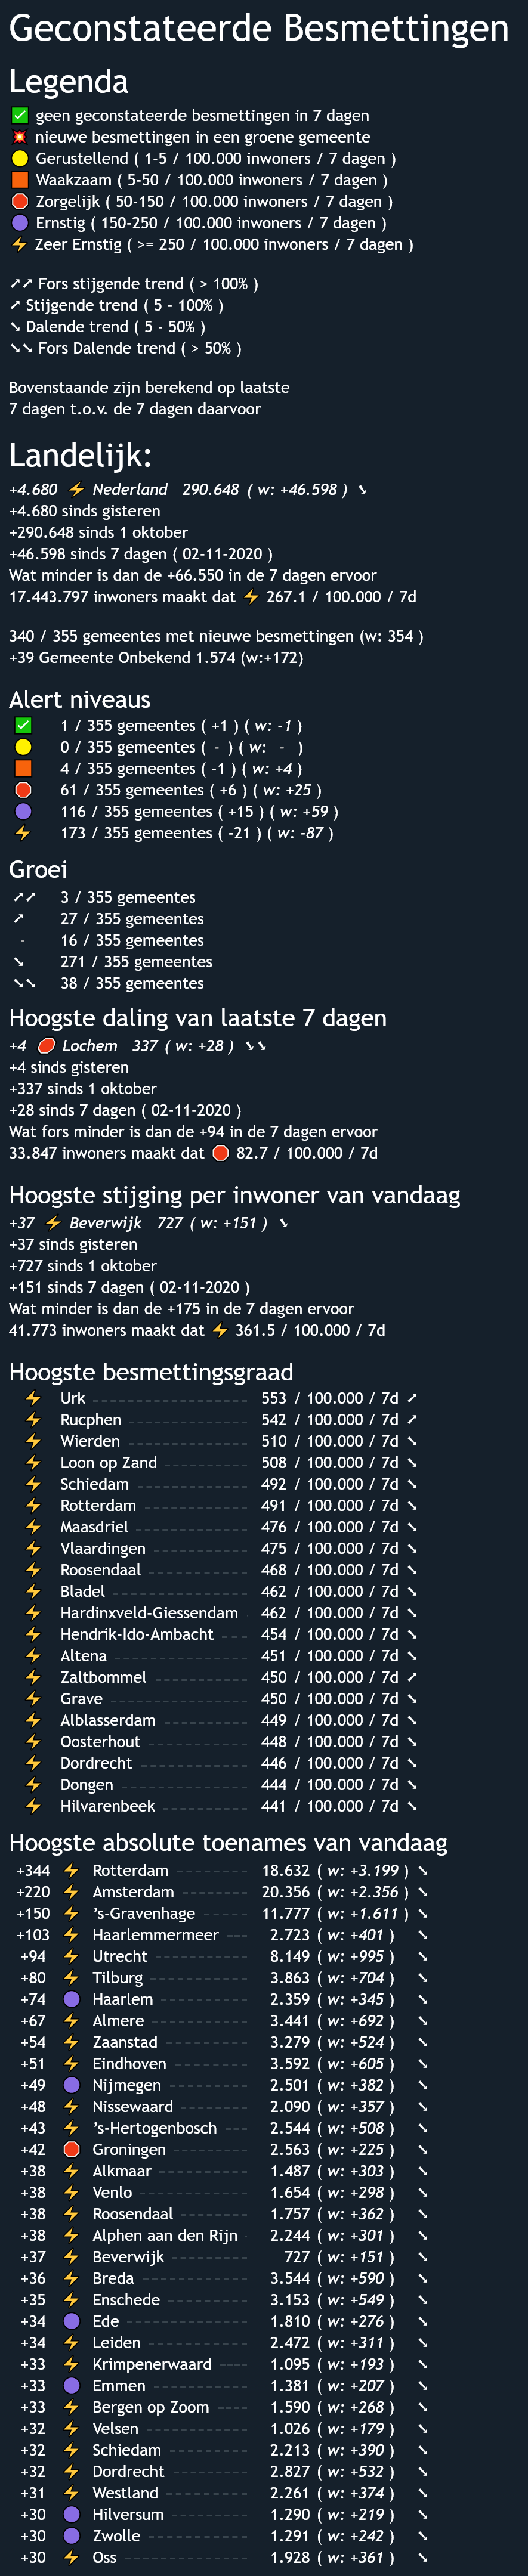 Geconstateerde Besmettingen
Legenda
geen geconstateerde besmettingen in 7 dagen
nieuwe besmettingen in een groene gemeente
Gerustellend ( 1-5 / 100.000 inwoners / 7 dagen )
Waakzaam ( 5-50 / 100.000 inwoners / 7 dagen )
Zorgelijk ( 50-150 / 100.000 inwoners / 7 dagen )
Ernstig ( 150-250 / 100.000 inwoners / 7 dagen )
Zeer Ernstig ( >= 250 / 100.000 inwoners / 7 dagen )
↗↗ Fors stijgende trend ( > 100% )
↗ Stijgende trend ( 5 - 100% )
↘ Dalende trend ( 5 - 50% )
↘↘ Fors Dalende trend ( > 50% )
Bovenstaande zijn berekend op laatste
7 dagen t.o.v. de 7 dagen daarvoor
Landelijk:
+4.680 ⚡ Nederland 290.648 ( w: +46.598 ) ↘
+4.680 sinds gisteren
+290.648 sinds 1 oktober
+46.598 sinds 7 dagen ( 02-11-2020 )
Wat minder is dan de +66.550 in de 7 dagen ervoor
17.443.797 inwoners maakt dat ⚡ 267.1 / 100.000 / 7d
340 / 355 gemeentes met nieuwe besmettingen (w: 354 )
+39 Gemeente Onbekend 1.574 (w:+172)
Alert niveaus
1 / 355 gemeentes ( +1 ) ( w: -1 )
0 / 355 gemeentes ( - ) ( w: - )
4 / 355 gemeentes ( -1 ) ( w: +4 )
61 / 355 gemeentes ( +6 ) ( w: +25 )
116 / 355 gemeentes ( +15 ) ( w: +59 )
173 / 355 gemeentes ( -21 ) ( w: -87 )
Groei
↗↗ 3 / 355 gemeentes
↗ 27 / 355 gemeentes
- 16 / 355 gemeentes
↘ 271 / 355 gemeentes
↘↘ 38 / 355 gemeentes
Hoogste daling van laatste 7 dagen
+4 Lochem 337 ( w: +28 ) ↘↘
+4 sinds gisteren
+337 sinds 1 oktober
+28 sinds 7 dagen ( 02-11-2020 )
Wat fors minder is dan de +94 in de 7 dagen ervoor
33.847 inwoners maakt dat 82.7 / 100.000 / 7d
Hoogste stijging per inwoner van vandaag
+37 ⚡ Beverwijk 727 ( w: +151 ) ↘
+37 sinds gisteren
+727 sinds 1 oktober
+151 sinds 7 dagen ( 02-11-2020 )
Wat minder is dan de +175 in de 7 dagen ervoor
41.773 inwoners maakt dat ⚡ 361.5 / 100.000 / 7d
Hoogste besmettingsgraad
Urk 553 / 100.000 / 7d ↗
Rucphen 542 / 100.000 / 7d ↗
Wierden 510 / 100.000 / 7d ↘
Loon op Zand 508 / 100.000 / 7d ↘
Schiedam 492 / 100.000 / 7d ↘
Rotterdam 491 / 100.000 / 7d ↘
Maasdriel 476 / 100.000 / 7d ↘
Vlaardingen 475 / 100.000 / 7d ↘
Roosendaal 468 / 100.000 / 7d ↘
Bladel 462 / 100.000 / 7d ↘
Hardinxveld-Giessendam 462 / 100.000 / 7d ↘
Hendrik-Ido-Ambacht 454 / 100.000 / 7d ↘
Altena 451 / 100.000 / 7d ↘
Zaltbommel 450 / 100.000 / 7d ↗
Grave 450 / 100.000 / 7d ↘
Alblasserdam 449 / 100.000 / 7d ↘
Oosterhout 448 / 100.000 / 7d ↘
Dordrecht 446 / 100.000 / 7d ↘
Dongen 444 / 100.000 / 7d ↘
Hilvarenbeek 441 / 100.000 / 7d ↘
Hoogste absolute toenames van vandaag
+344 Rotterdam 18.632 ( w: +3.199 ) ↘
+220 Amsterdam 20.356 ( w: +2.356 ) ↘
+150 's-Gravenhage 11.777 ( w: +1.611 ) ↘
+103 Haarlemmermeer 2.723 ( w: +401 ) ↘
+94 Utrecht 8.149 ( w: +995 ) ↘
+80 Tilburg 3.863 ( w: +704 ) ↘
+74 Haarlem 2.359 ( w: +345 ) ↘
+67 Almere 3.441 ( w: +692 ) ↘
+54 Zaanstad 3.279 ( w: +524 ) ↘
+51 Eindhoven 3.592 ( w: +605 ) ↘
+49 Nijmegen 2.501 ( w: +382 ) ↘
+48 Nissewaard 2.090 ( w: +357 ) ↘
+43 's-Hertogenbosch 2.544 ( w: +508 ) ↘
+42 Groningen 2.563 ( w: +225 ) ↘
+38 Alkmaar 1.487 ( w: +303 ) ↘
+38 Venlo 1.654 ( w: +298 ) ↘
+38 Roosendaal 1.757 ( w: +362 ) ↘
+38 Alphen aan den Rijn 2.244 ( w: +301 ) ↘
+37 Beverwijk 727 ( w: +151 ) ↘
+36 Breda 3.544 ( w: +590 ) ↘
+35 Enschede 3.153 ( w: +549 ) ↘
+34 Ede 1.810 ( w: +276 ) ↘
+34 Leiden 2.472 ( w: +311 ) ↘
+33 Krimpenerwaard 1.095 ( w: +193 ) ↘
+33 Emmen 1.381 ( w: +207 ) ↘
+33 Bergen op Zoom 1.590 ( w: +268 ) ↘
+32 Velsen 1.026 ( w: +179 ) ↘
+32 Schiedam 2.213 ( w: +390 ) ↘
+32 Dordrecht 2.827 ( w: +532 ) ↘
+31 Westland 2.261 ( w: +374 ) ↘
+30 Hilversum 1.290 ( w: +219 ) ↘
+30 Zwolle 1.291 ( w: +242 ) ↘
+30 Oss 1.928 ( w: +361 ) ↘